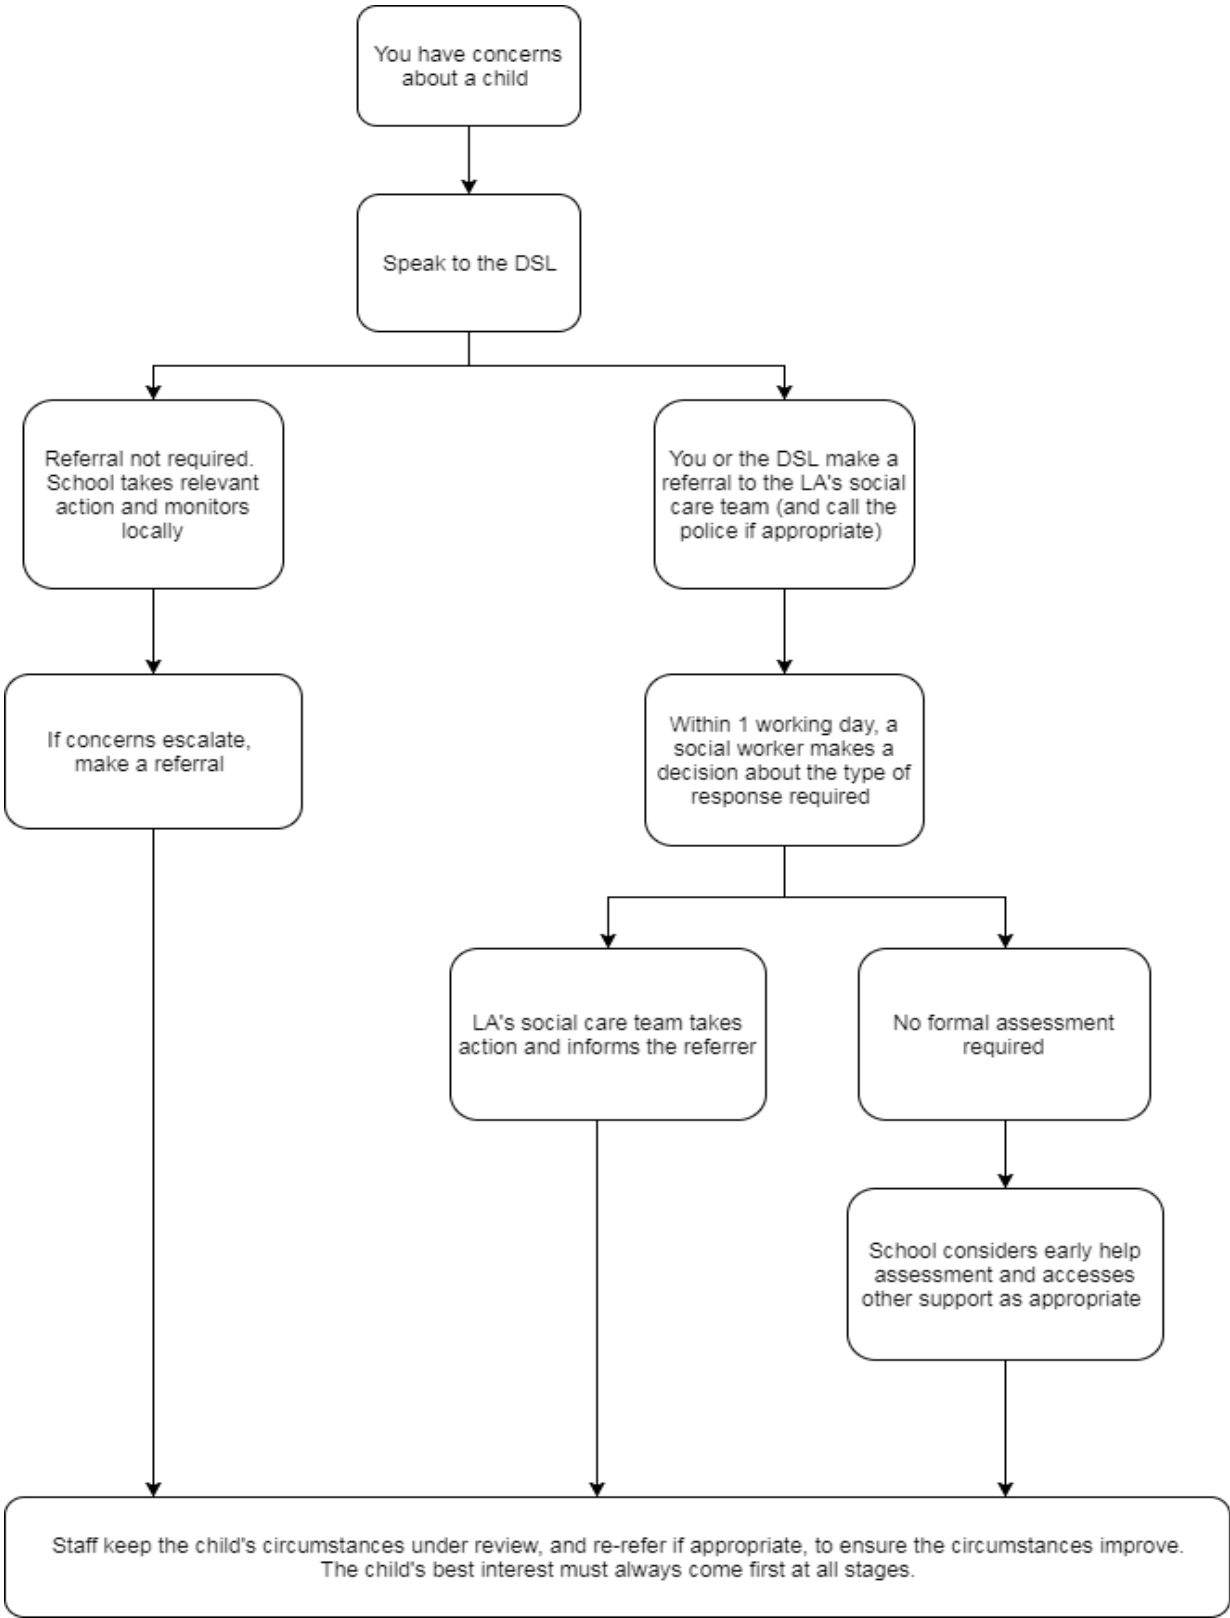 You have concerns
about a child
Speak to the DSL
Referral not required.
School takes relevant
action and monitors
locally
You or the DSL make a
referral to the LA's social
care team (and call the
police if appropriate)
If concerns escalate,
make a referral
Within 1 working day, a
social worker makes a
decision about the type of
response required
LA's social care team takes
action and informs the referrer
No formal assessment
required
School considers early help
assessment and accesses
other support as appropriate
Staff keep the child's circumstances under review, and re-refer if appropriate, to ensure the circumstances improve.
The child's best interest must always come first at all stages.